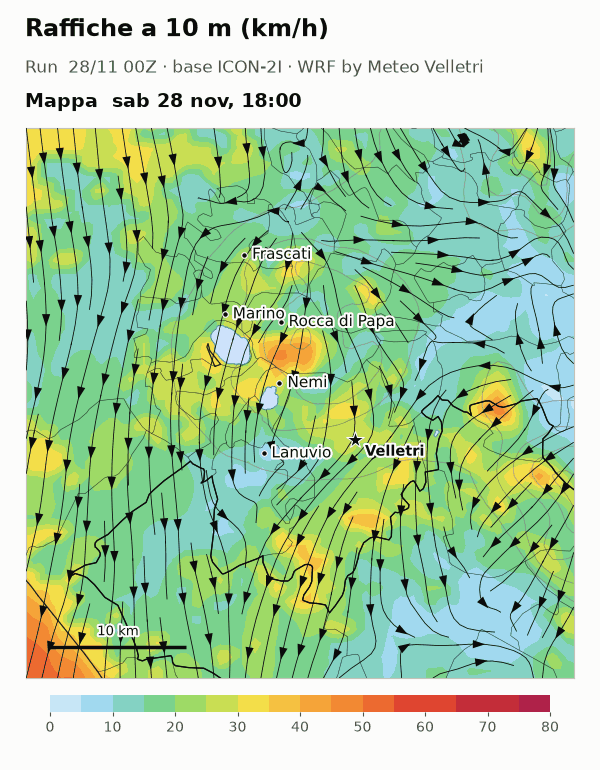 Raffiche a 10 m (km/h)
Run  28/11 00Z · base ICON-2I · WRF by Meteo Velletri
Mappa  sab 28 nov, 18:00
Frascati
Marino
Rocca di Papa
Nemi
Velletri
Lanuvio
10 km
0 10 20 30 40 50 60 70 80